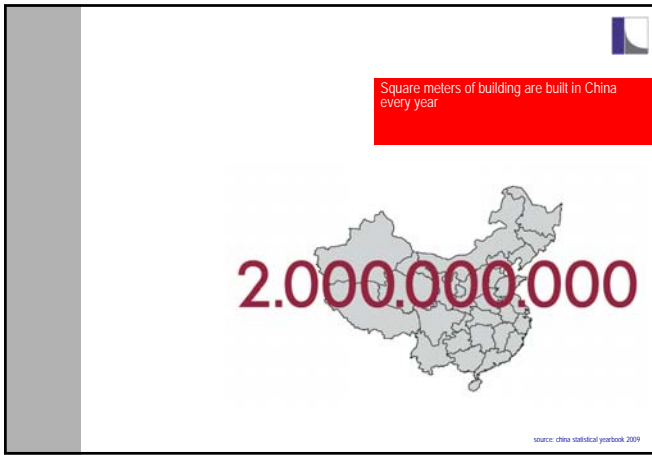 Square meters of building are built in China
every year
2.000.000.000
source: china statistical yearbook 2009